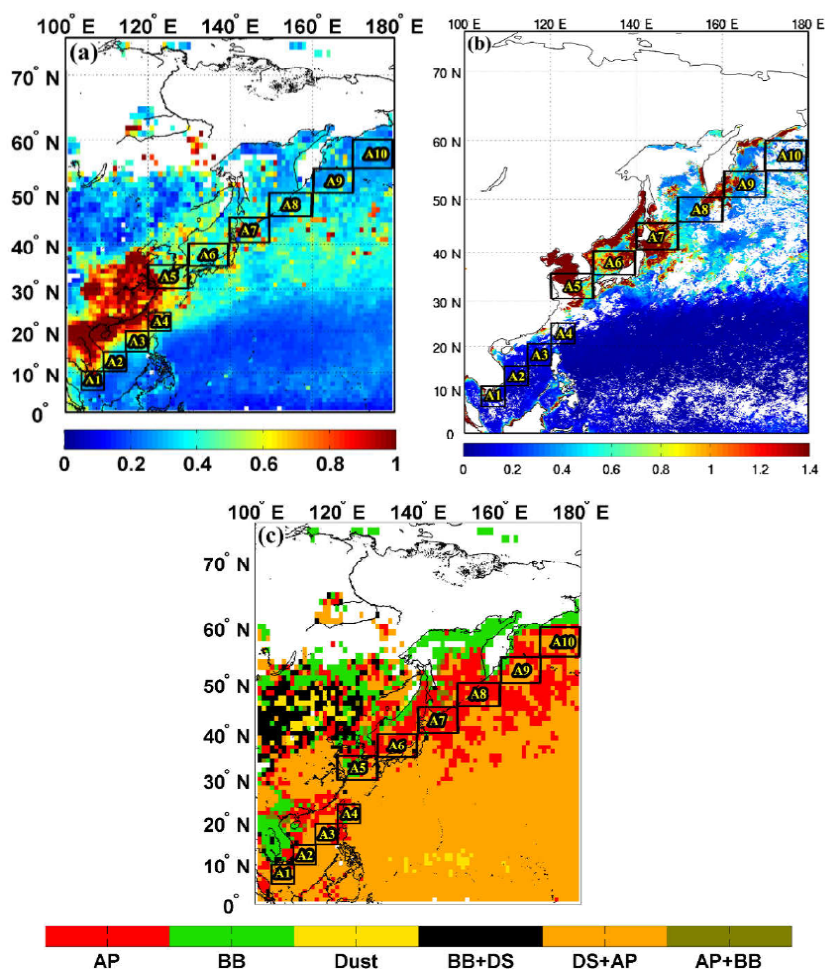 100° E 120° E 140° E 160° E 180° E
(a)
70° N
60° N
50° N
40° N
30° N
20° N
10° N
0°
A10
A9
A8
A7
A6
A5
A4
A3
A2
A1
0 0.2 0.4 0.6 0.8 1
100 E 120 E 140 E 160 E 180 E
(b)
70 N
60 N
50 N
40 N
30 N
20 N
10 N
0
A10
A9
A8
A7
A6
A5
A4
A3
A2
A1
0 0.2 0.4 0.6 0.8 1 1.2 1.4
100° E 120° E 140° E 160° E 180° E
(c)
70° N
60° N
50° N
40° N
30° N
20° N
10° N
0°
A10
A9
A8
A7
A6
A5
A4
A3
A2
A1
AP BB Dust BB+DS DS+AP AP+BB